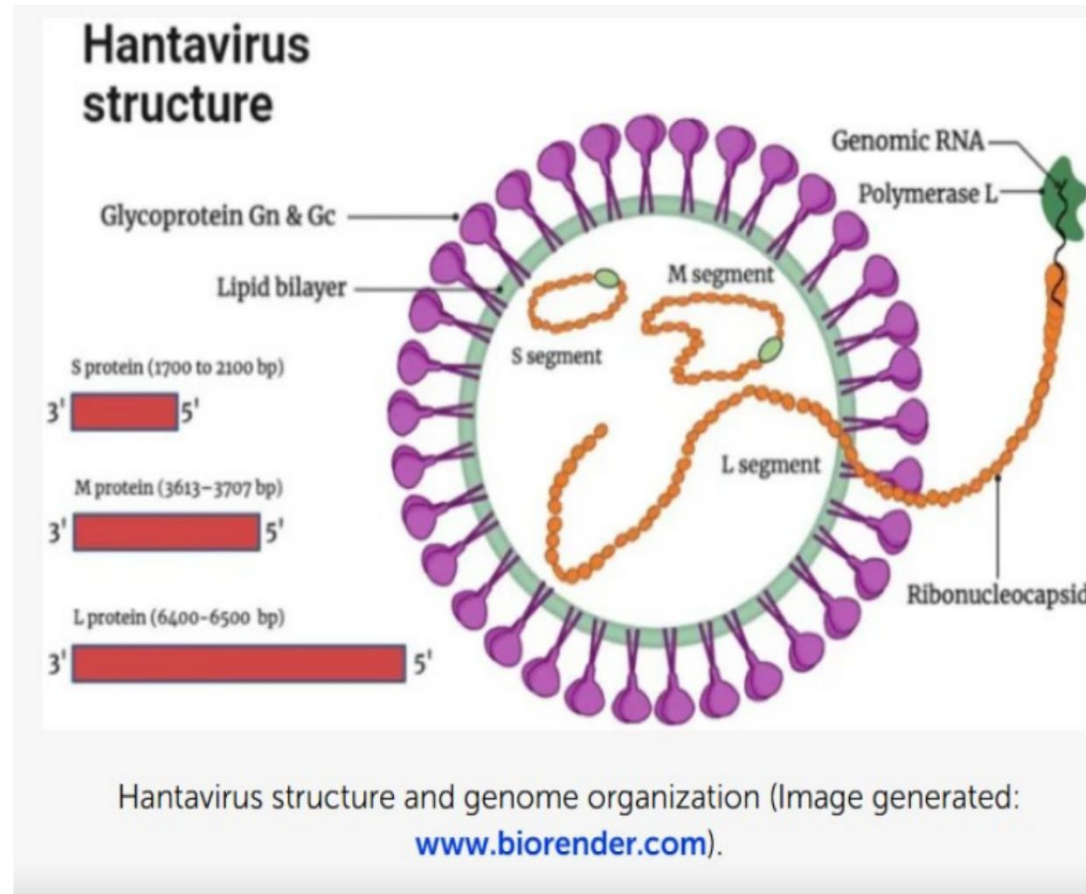 Hantavirus
structure
Genomic RNA
Polymerase L
Glycoprotein Gn & Gc
Lipid bilayer
M segment
S segment
S protein (1700 to 2100 bp)
3' 5'
L segment
M protein (3613–3707 bp)
3' 5'
Ribonucleocapsid
L protein (6400–6500 bp)
3' 5'
Hantavirus structure and genome organization (Image generated:
www.biorender.com).